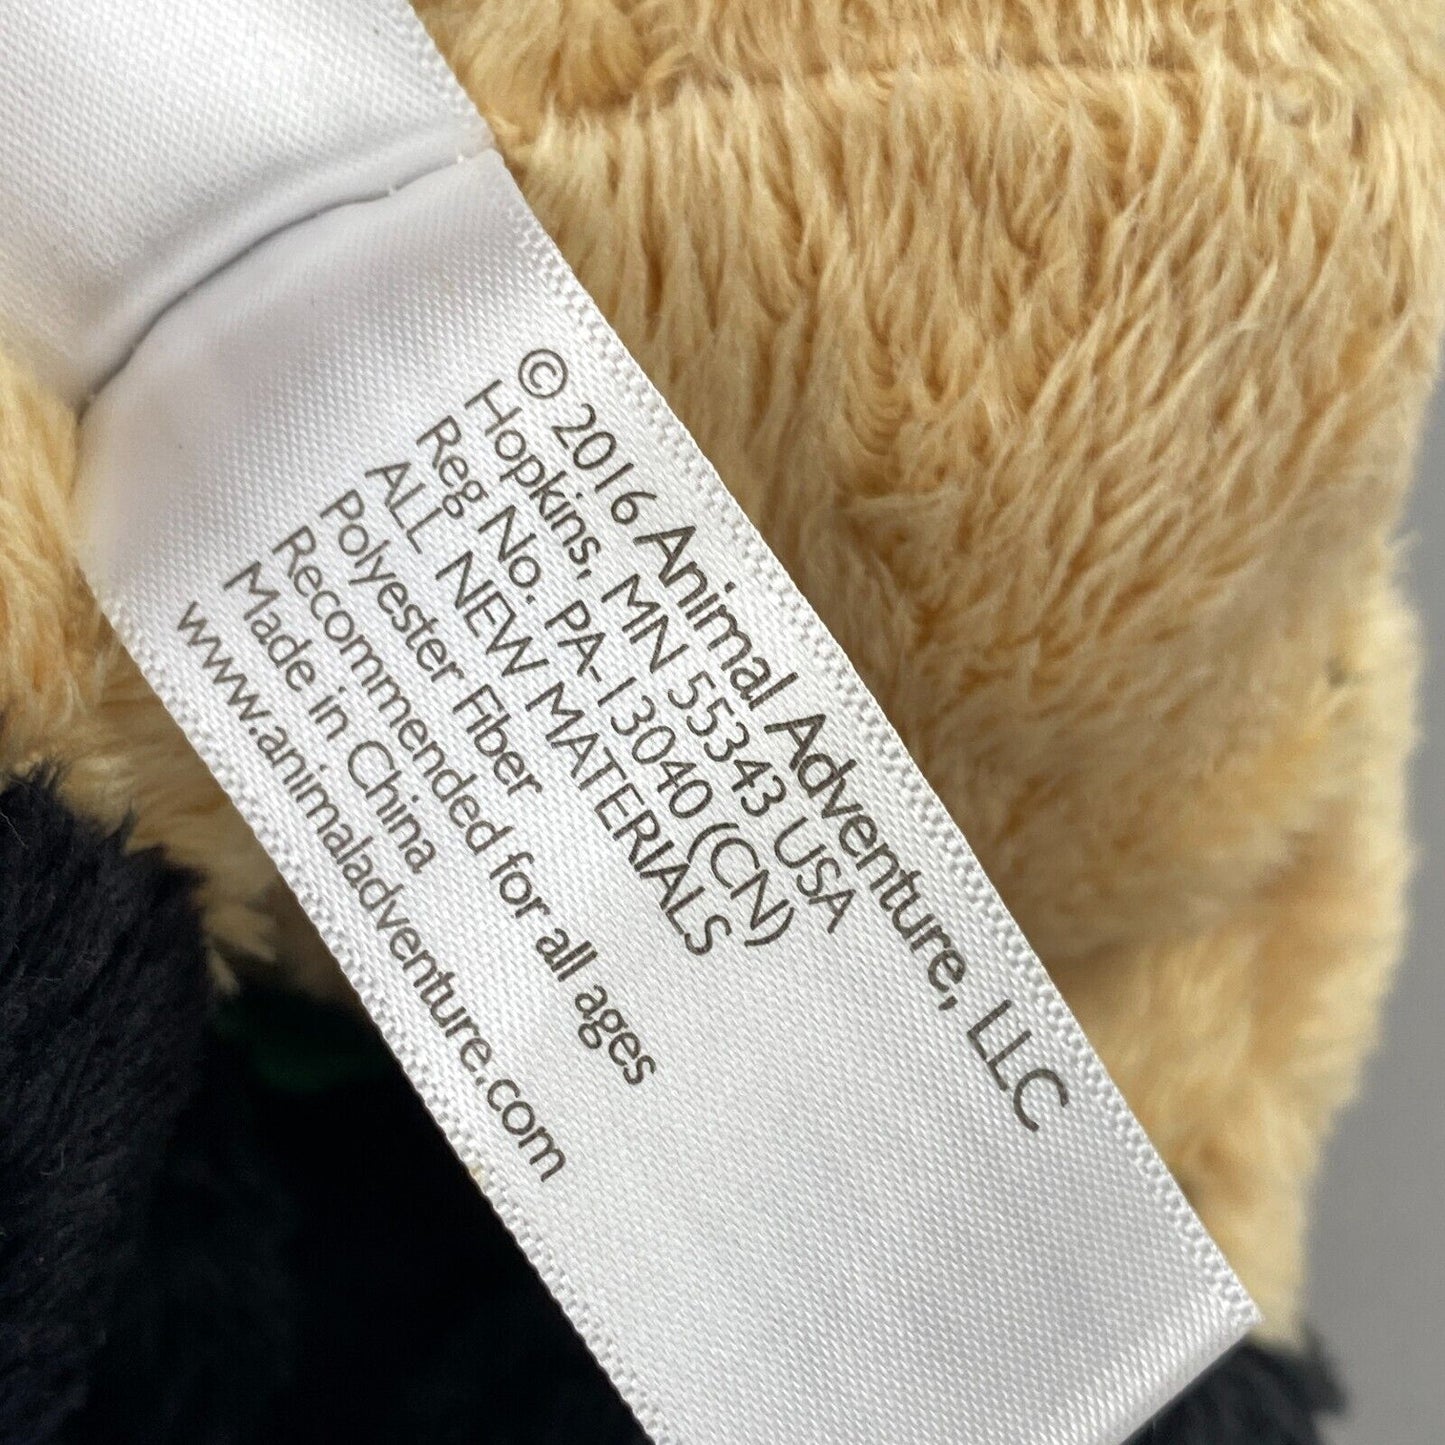 © 2016 Animal Adventure, LLC
Hopkins, MN 55343 USA
Reg No. PA-13040 (CN)
ALL NEW MATERIALS
Polyester Fiber
Recommended for all ages
Made in China
www.animaladventure.com